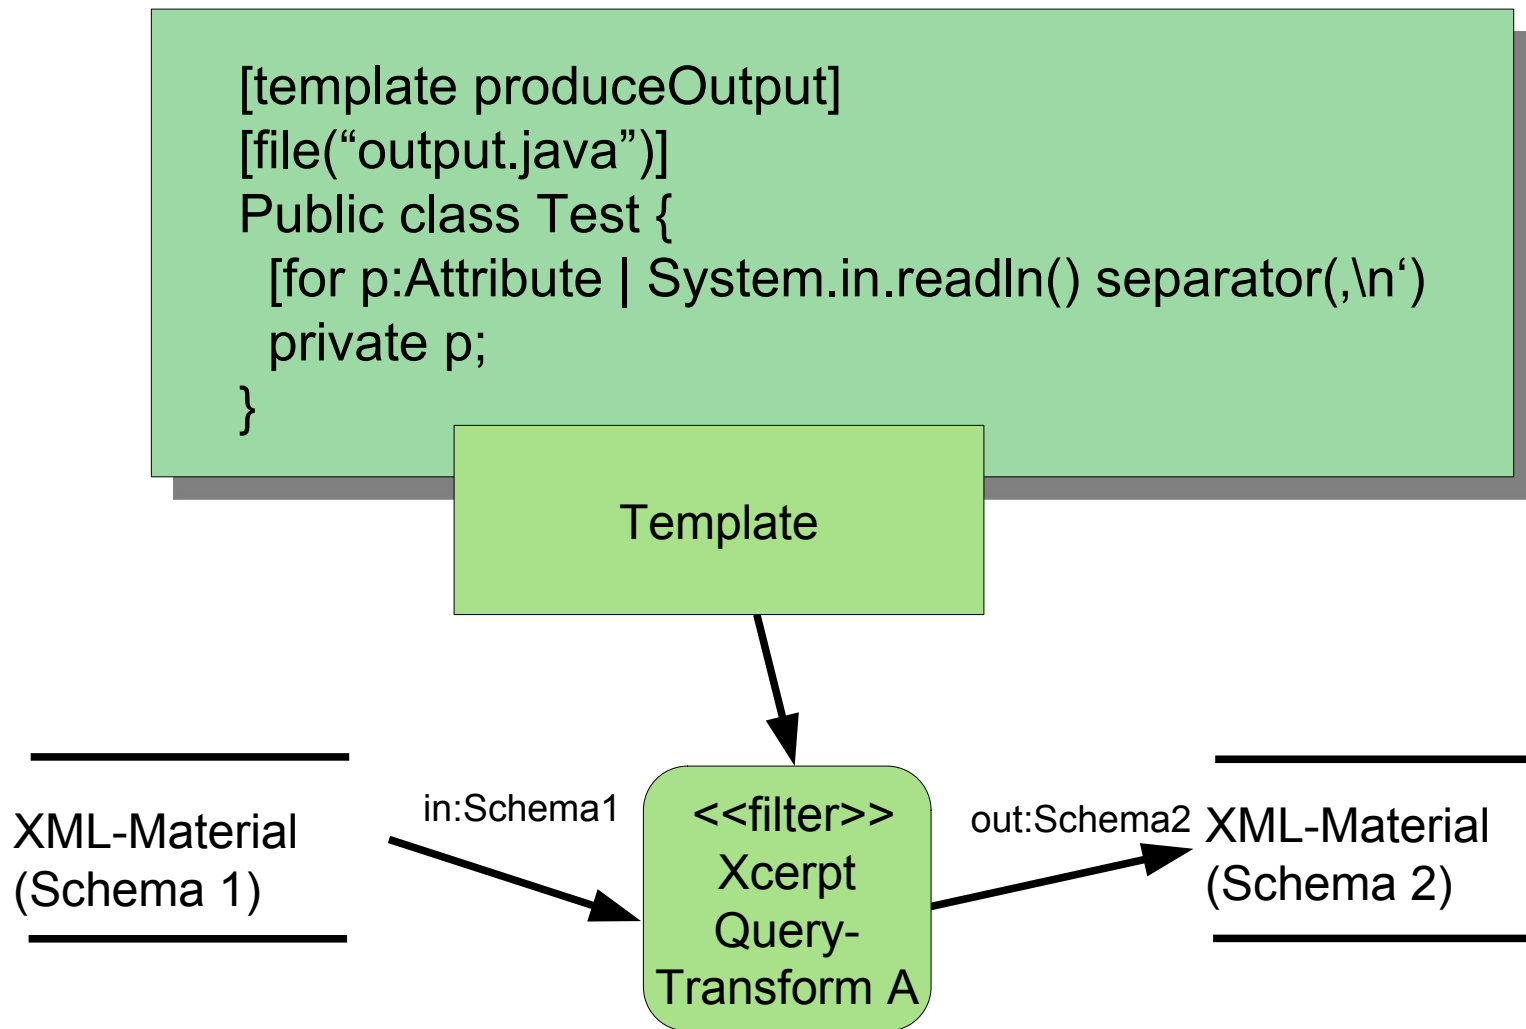 [template produceOutput]
[file(“output.java”)]
Public class Test {
[for p:Attribute | System.in.readln() separator(‚\n‘)
private p;
}
Template
XML-Material
(Schema 1)
in:Schema1
<<filter>>
Xcerpt
Query-
Transform A
out:Schema2
XML-Material
(Schema 2)